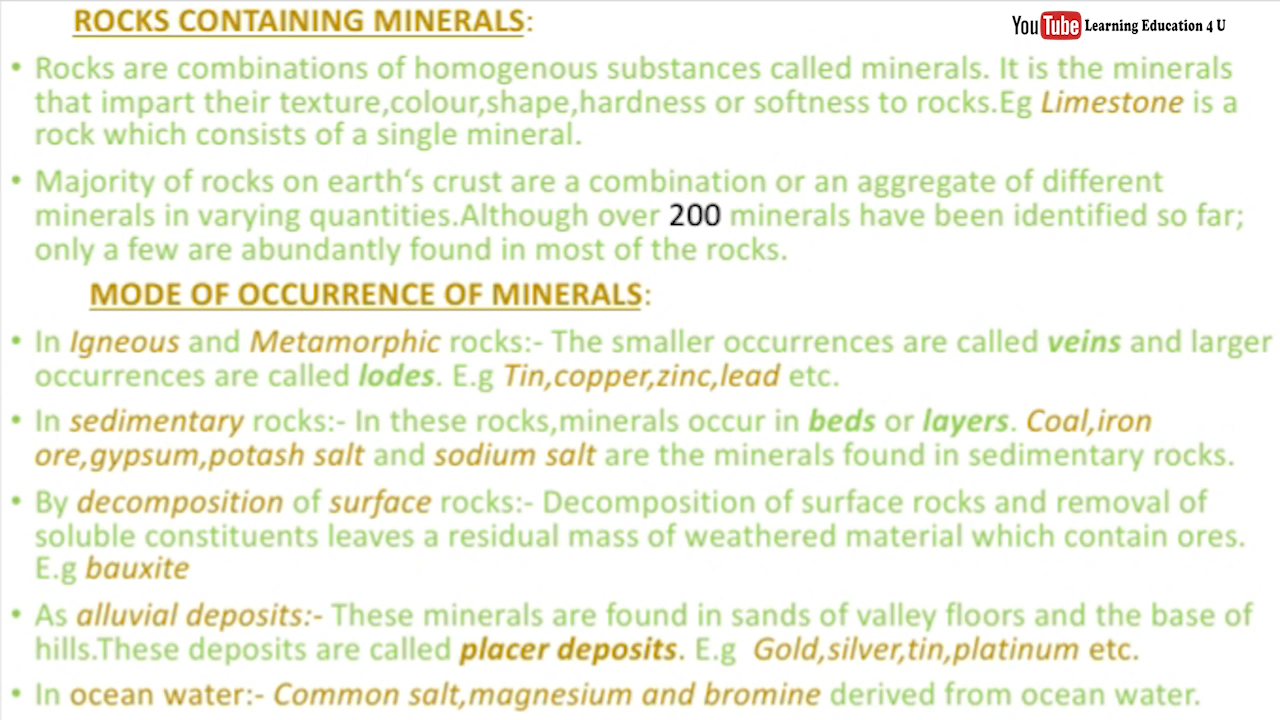 ROCKS CONTAINING MINERALS:
YouTube Learning Education 4 U
• Rocks are combinations of homogenous substances called minerals. It is the minerals
that impart their texture,colour,shape,hardness or softness to rocks.Eg Limestone is a
rock which consists of a single mineral.
• Majority of rocks on earth‘s crust are a combination or an aggregate of different
minerals in varying quantities.Although over 200 minerals have been identified so far;
only a few are abundantly found in most of the rocks.
MODE OF OCCURRENCE OF MINERALS:
• In Igneous and Metamorphic rocks:- The smaller occurrences are called veins and larger
occurrences are called lodes. E.g Tin,copper,zinc,lead etc.
• In sedimentary rocks:- In these rocks,minerals occur in beds or layers. Coal,iron
ore,gypsum,potash salt and sodium salt are the minerals found in sedimentary rocks.
• By decomposition of surface rocks:- Decomposition of surface rocks and removal of
soluble constituents leaves a residual mass of weathered material which contain ores.
E.g bauxite
• As alluvial deposits:- These minerals are found in sands of valley floors and the base of
hills.These deposits are called placer deposits. E.g Gold,silver,tin,platinum etc.
• In ocean water:- Common salt,magnesium and bromine derived from ocean water.